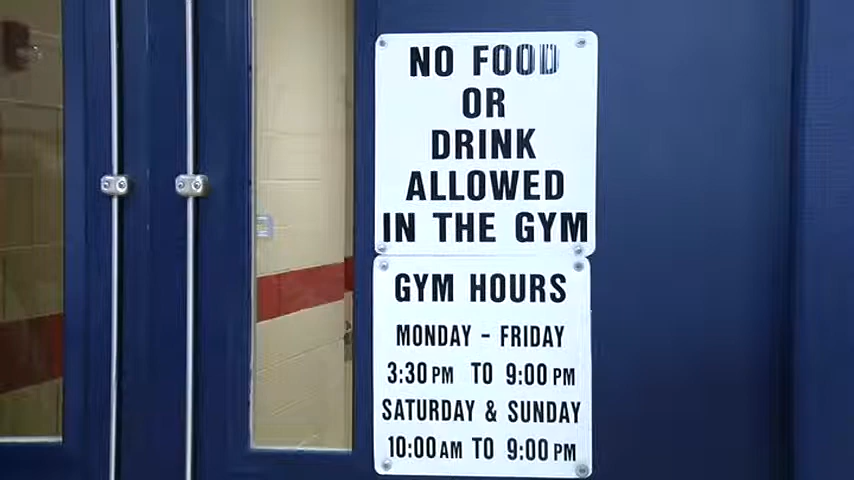 NO FOOD
OR
DRINK
ALLOWED
IN THE GYM
GYM HOURS
MONDAY - FRIDAY
3:30 PM TO 9:00 PM
SATURDAY & SUNDAY
10:00 AM TO 9:00 PM